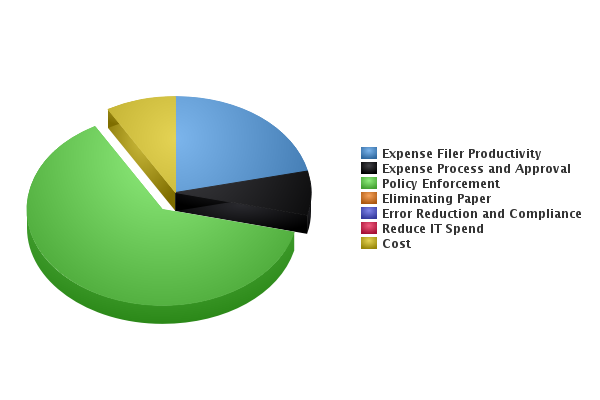 Expense Filer Productivity
Expense Process and Approval
Policy Enforcement
Eliminating Paper
Error Reduction and Compliance
Reduce IT Spend
Cost